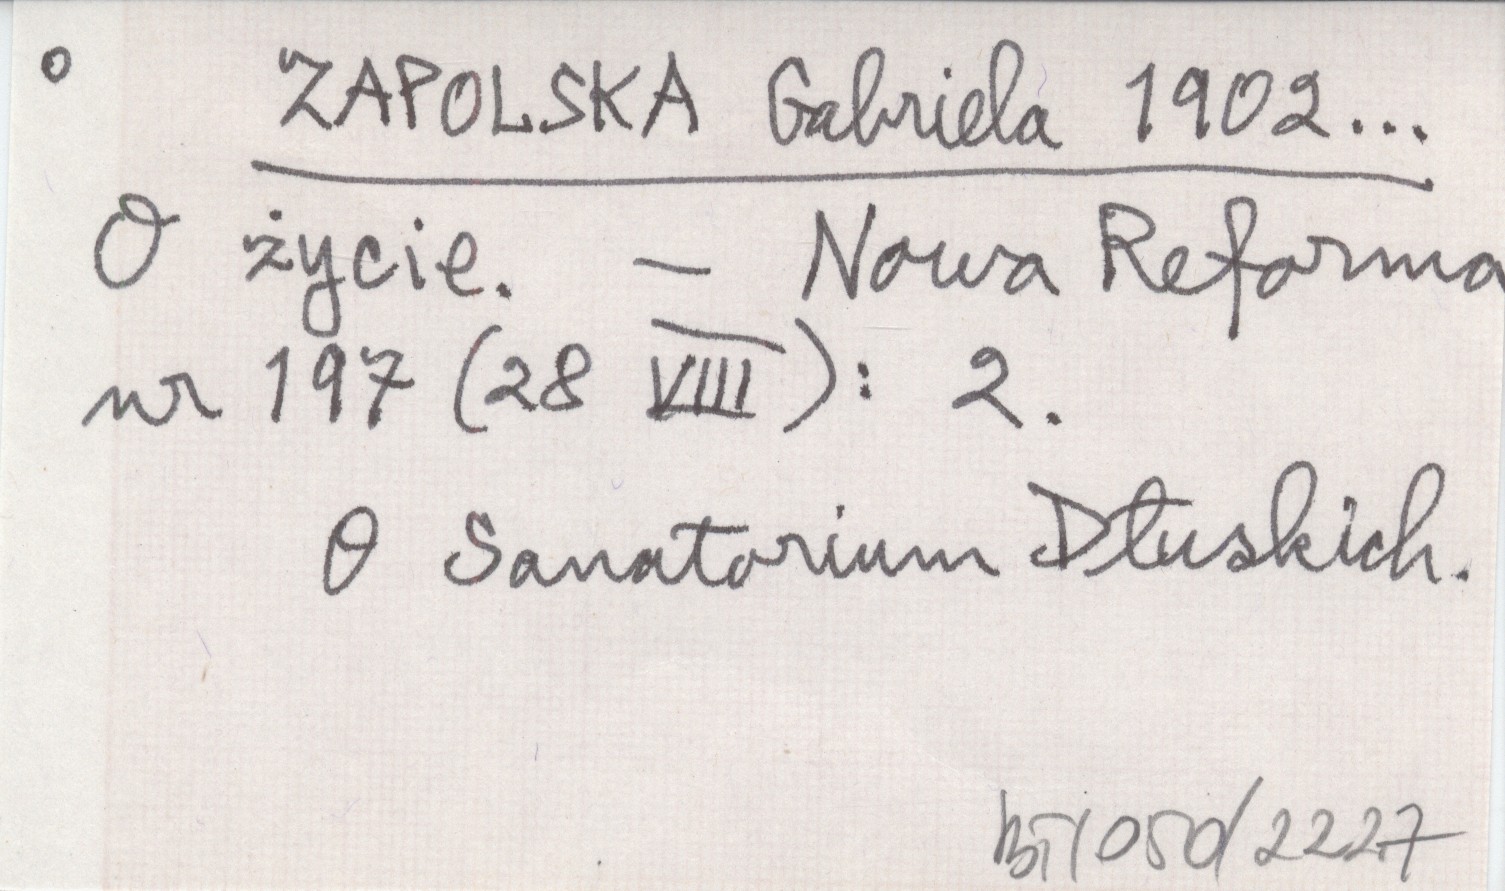 ° ZAPOLSKA Gabriela 1902...
O życie. — Nowa Reforma
nr 197 (28 VIII): 2.
O Sanatorium Dłuskich.
BT/050/2227